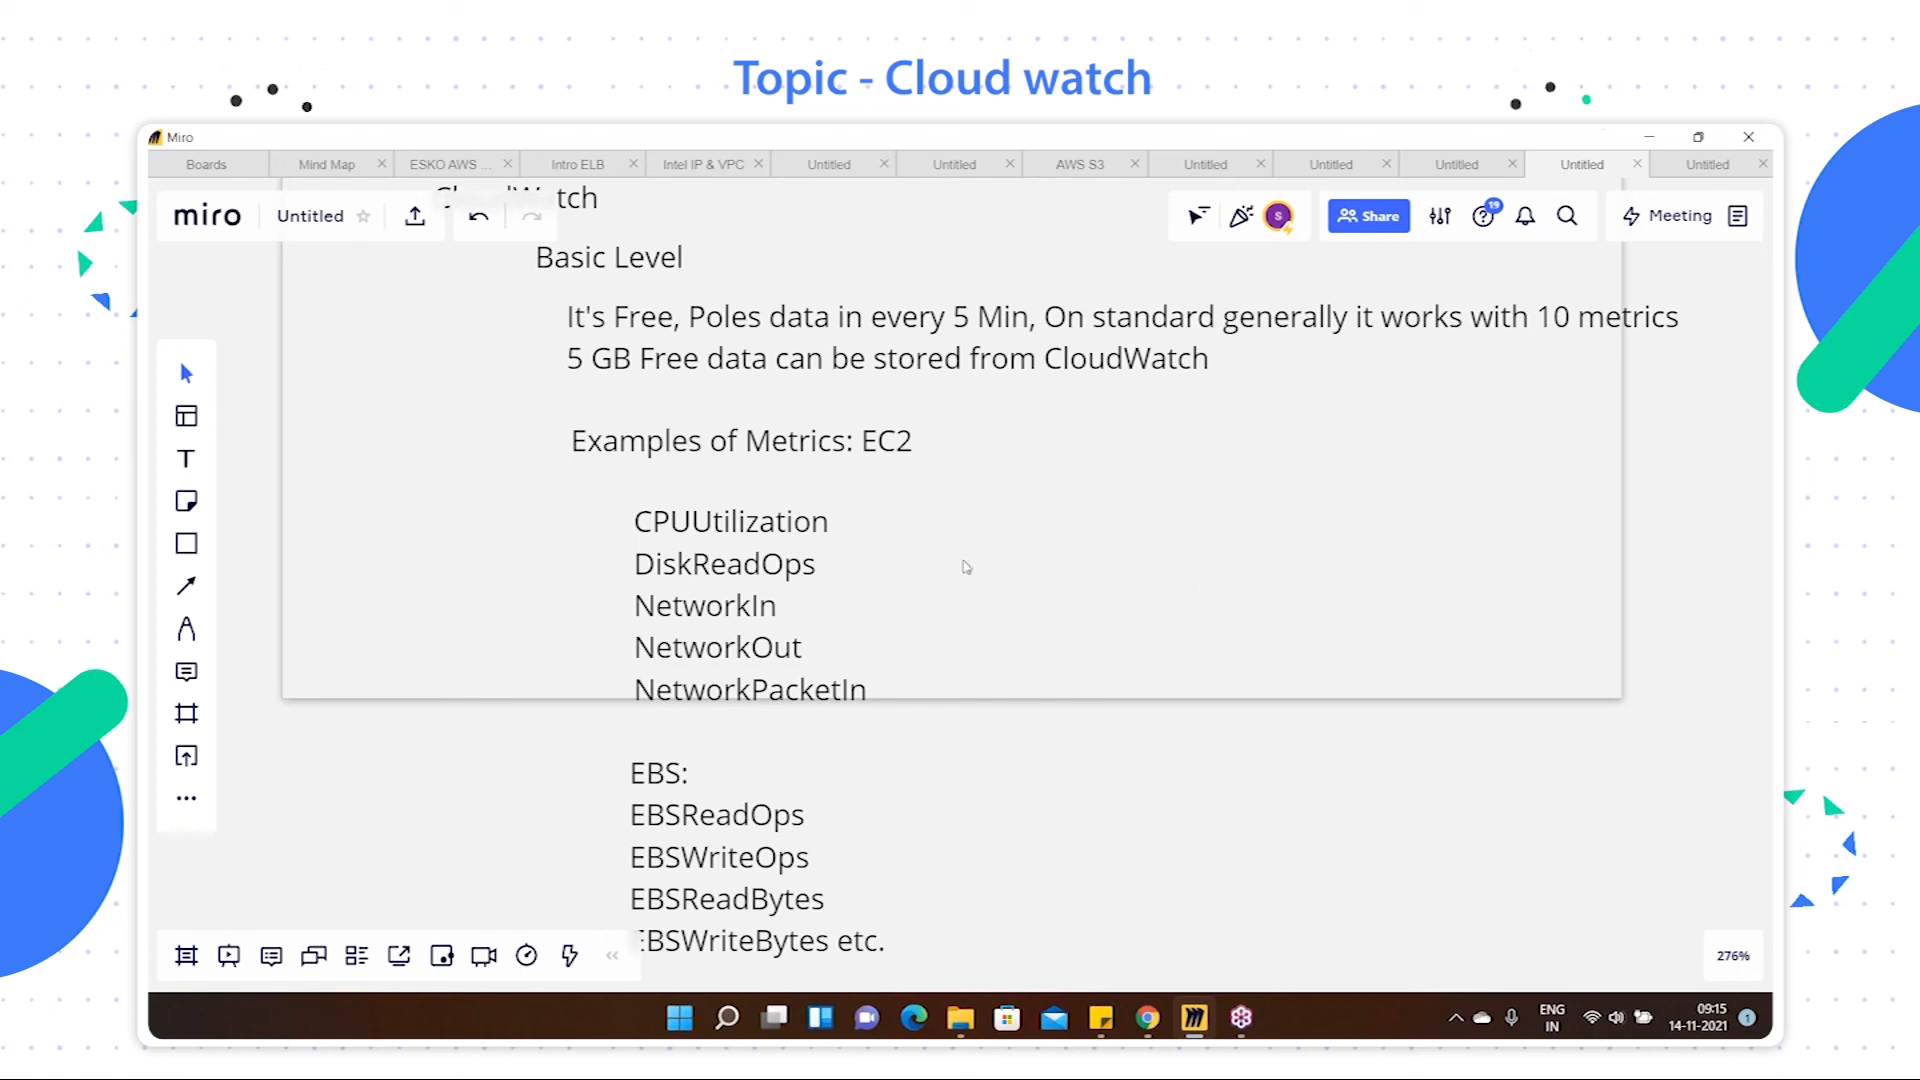 Topic - Cloud watch
Miro
Boards
Mind Map
ESKO AWS ...
Intro ELB
Intel IP & VPC
Untitled
Untitled
AWS S3
Untitled
Untitled
Untitled
Untitled
Untitled
CloudWatch
miro
Untitled
S
Share
19
Meeting
Basic Level
It's Free, Poles data in every 5 Min, On standard generally it works with 10 metrics
5 GB Free data can be stored from CloudWatch
Examples of Metrics: EC2
CPUUtilization
DiskReadOps
NetworkIn
NetworkOut
NetworkPacketIn
EBS:
EBSReadOps
EBSWriteOps
EBSReadBytes
EBSWriteBytes etc.
276%
ENG
IN
09:15
14-11-2021
1